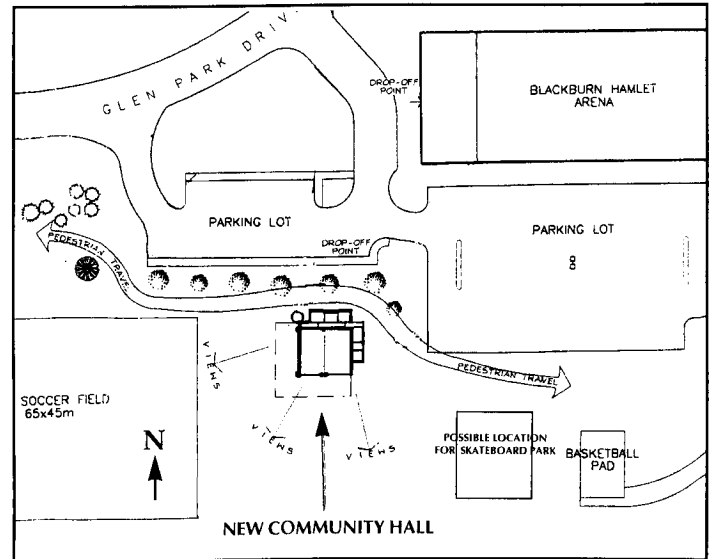 GLEN PARK DRIV
DROP-OFF
POINT
BLACKBURN HAMLET
ARENA
PARKING LOT
PARKING LOT
DROP-OFF
POINT
PEDESTRIAN TRAVEL
PEDESTRIAN TRAVEL
VIEWS
VIEWS
VIEWS
SOCCER FIELD
65x45m
N
POSSIBLE LOCATION
FOR SKATEBOARD PARK
BASKETBALL
PAD
NEW COMMUNITY HALL